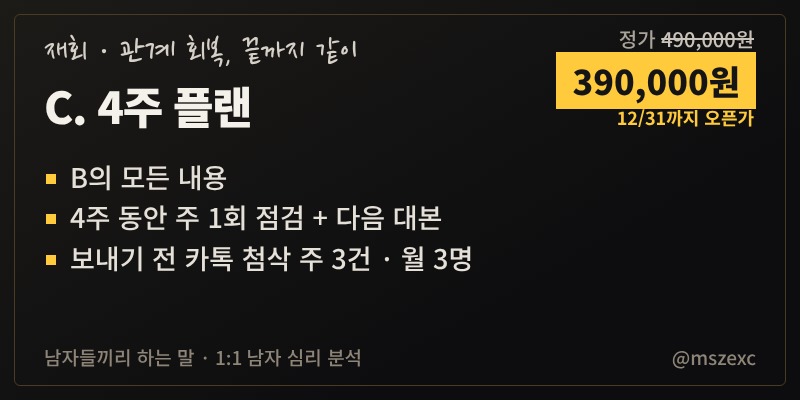 재회 · 관계 회복, 끝까지 같이
정가 490,000원
390,000원
12/31까지 오픈가
C. 4주 플랜
B의 모든 내용
4주 동안 주 1회 점검 + 다음 대본
보내기 전 카톡 첨삭 주 3건 · 월 3명
남자들끼리 하는 말 · 1:1 남자 심리 분석
@mszexc